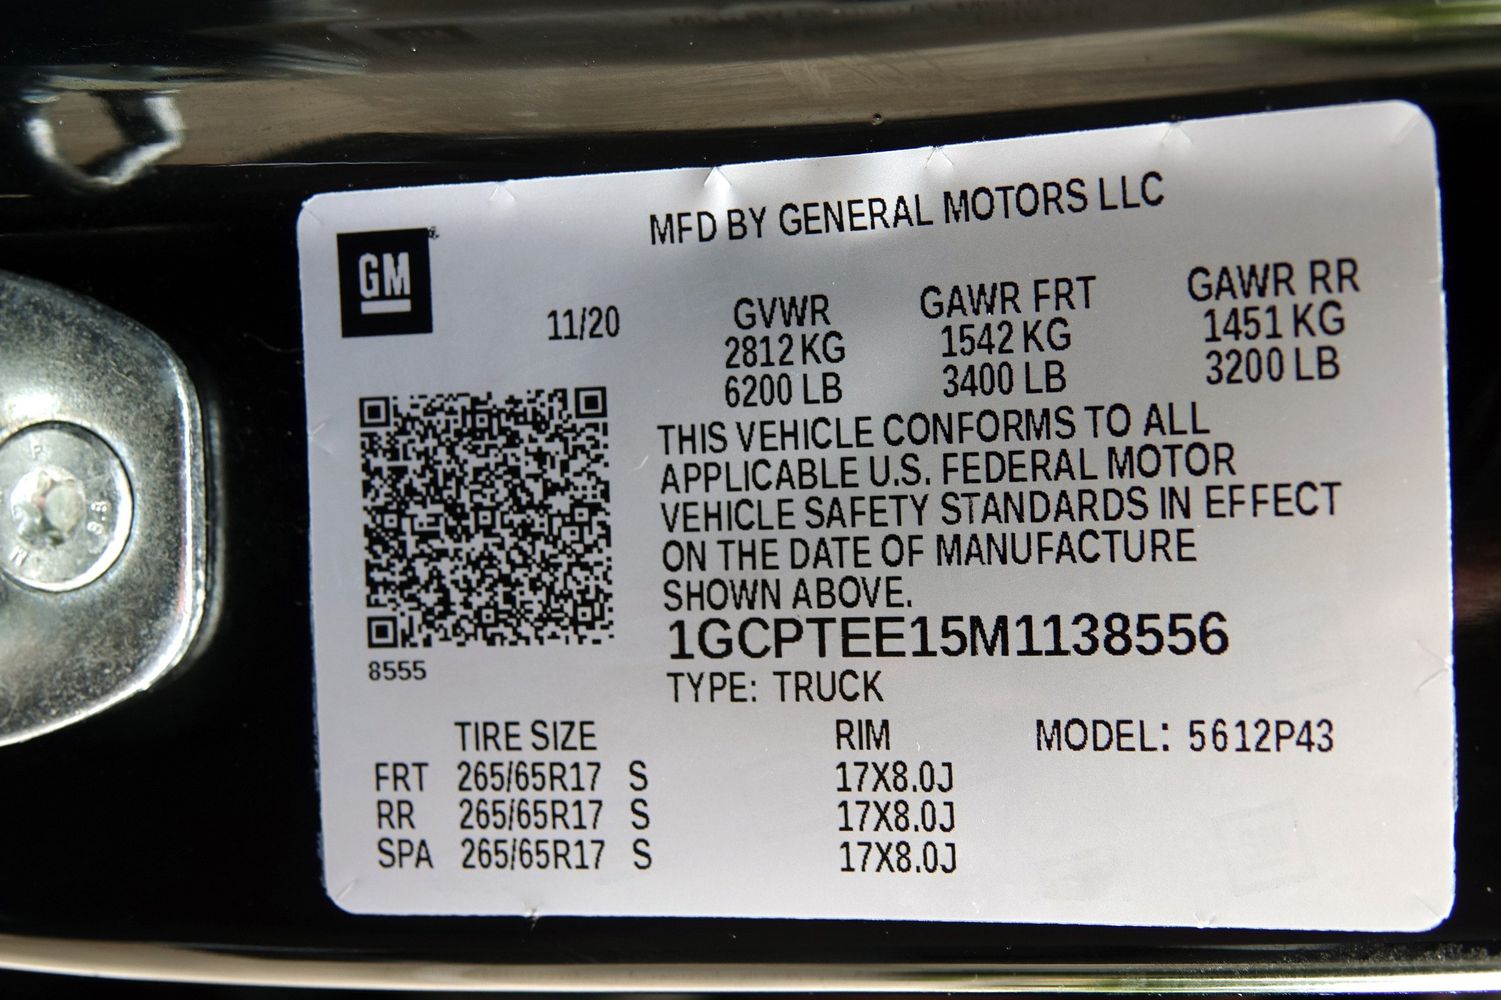 MFD BY GENERAL MOTORS LLC
GM
11/20
GVWR GAWR FRT GAWR RR
2812 KG 1542 KG 1451 KG
6200 LB 3400 LB 3200 LB
THIS VEHICLE CONFORMS TO ALL
APPLICABLE U.S. FEDERAL MOTOR
VEHICLE SAFETY STANDARDS IN EFFECT
ON THE DATE OF MANUFACTURE
SHOWN ABOVE.
1GCPTEE15M1138556
8555
TYPE: TRUCK
TIRE SIZE RIM MODEL: 5612P43
FRT 265/65R17 S 17X8.0J
RR 265/65R17 S 17X8.0J
SPA 265/65R17 S 17X8.0J